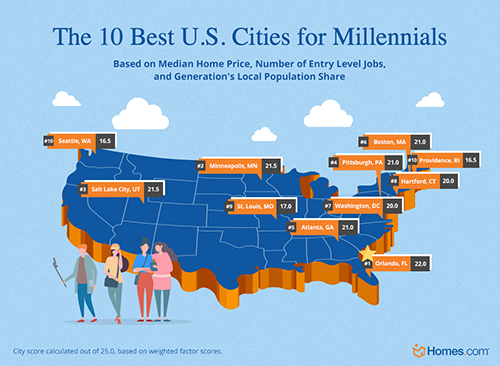 The 10 Best U.S. Cities for Millennials
Based on Median Home Price, Number of Entry Level Jobs,
and Generation's Local Population Share
#10 Seattle, WA 16.5
#6 Boston, MA 21.0
#2 Minneapolis, MN 21.5
#4 Pittsburgh, PA 21.0
#10 Providence, RI 16.5
#3 Salt Lake City, UT 21.5
#8 Hartford, CT 20.0
#9 St. Louis, MO 17.0
#7 Washington, DC 20.0
#5 Atlanta, GA 21.0
#1 Orlando, FL 22.0
City score calculated out of 25.0, based on weighted factor scores.
Homes.com